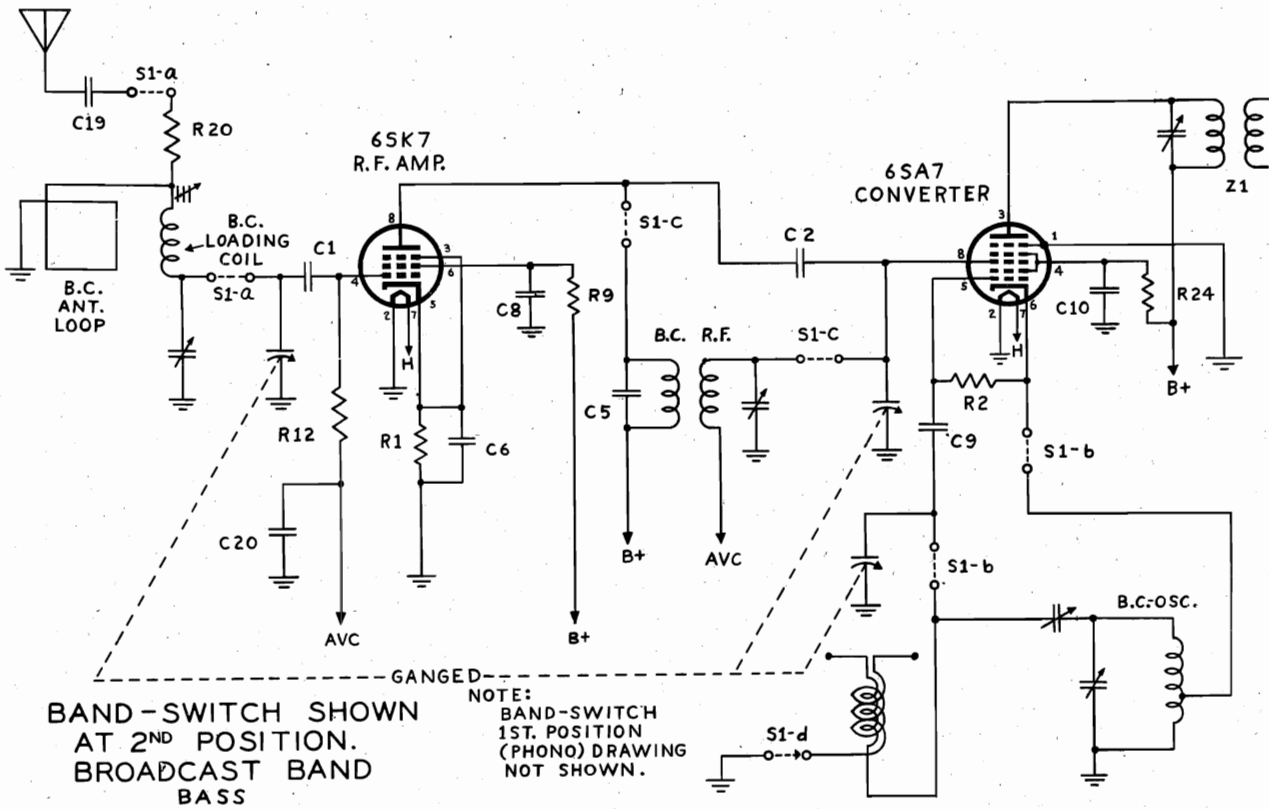 S1-a
C19
R20
6SK7
R.F. AMP.
6SA7
CONVERTER
Z1
B.C.
LOADING
COIL
S1-a
C1
B.C.
ANT.
LOOP
8
3
6
4
5
2
7
H
C8
R9
S1-C
C2
B.C. R.F.
S1-C
C5
3
1
8
4
5
6
2
7
H
C10
R24
B+
R2
C9
S1-b
R12
R1
C6
C20
AVC
B+
B+
AVC
S1-b
B.C.-OSC.
GANGED
S1-d
BAND-SWITCH SHOWN
AT 2ND POSITION.
BROADCAST BAND
BASS
NOTE:
BAND-SWITCH
1ST. POSITION
(PHONO) DRAWING
NOT SHOWN.